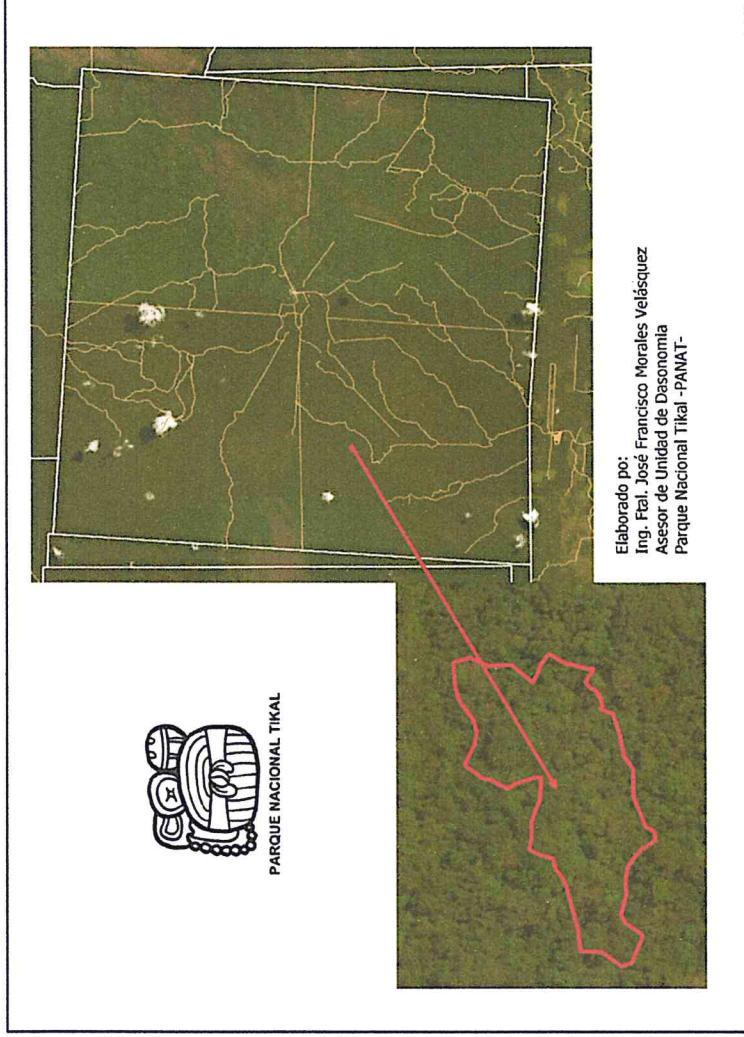 PARQUE NACIONAL TIKAL
Elaborado po:
Ing. Ftal. José Francisco Morales Velásquez
Asesor de Unidad de Dasonomía
Parque Nacional Tikal -PANAT-